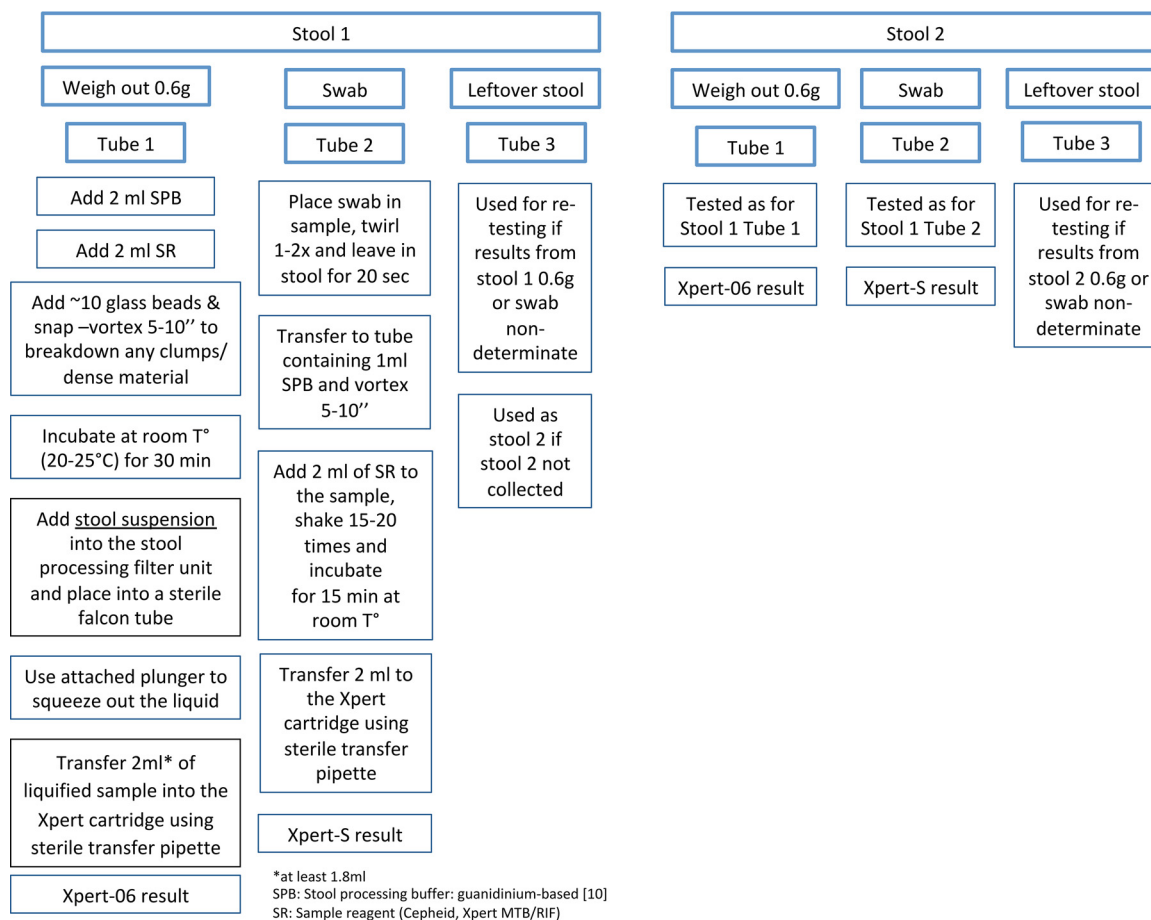 Stool 1
Weigh out 0.6g
Tube 1
Add 2 ml SPB
Add 2 ml SR
Add ~10 glass beads &
snap –vortex 5-10’’ to
breakdown any clumps/
dense material
Incubate at room T°
(20-25°C) for 30 min
Add stool suspension
into the stool
processing filter unit
and place into a sterile
falcon tube
Use attached plunger to
squeeze out the liquid
Transfer 2ml* of
liquified sample into the
Xpert cartridge using
sterile transfer pipette
Xpert-06 result
Swab
Tube 2
Place swab in
sample, twirl
1-2x and leave in
stool for 20 sec
Transfer to tube
containing 1ml
SPB and vortex
5-10’’
Add 2 ml of SR to
the sample,
shake 15-20
times and
incubate
for 15 min at
room T°
Transfer 2 ml to
the Xpert
cartridge using
sterile transfer
pipette
Xpert-S result
Leftover stool
Tube 3
Used for re-
testing if
results from
stool 1 0.6g
or swab
non-
determinate
Used as
stool 2 if
stool 2 not
collected
Stool 2
Weigh out 0.6g
Tube 1
Tested as for
Stool 1 Tube 1
Xpert-06 result
Swab
Tube 2
Tested as for
Stool 1 Tube 2
Xpert-S result
Leftover stool
Tube 3
Used for re-
testing if
results from
stool 2 0.6g or
swab non-
determinate
*at least 1.8ml
SPB: Stool processing buffer: guanidinium-based [10]
SR: Sample reagent (Cepheid, Xpert MTB/RIF)